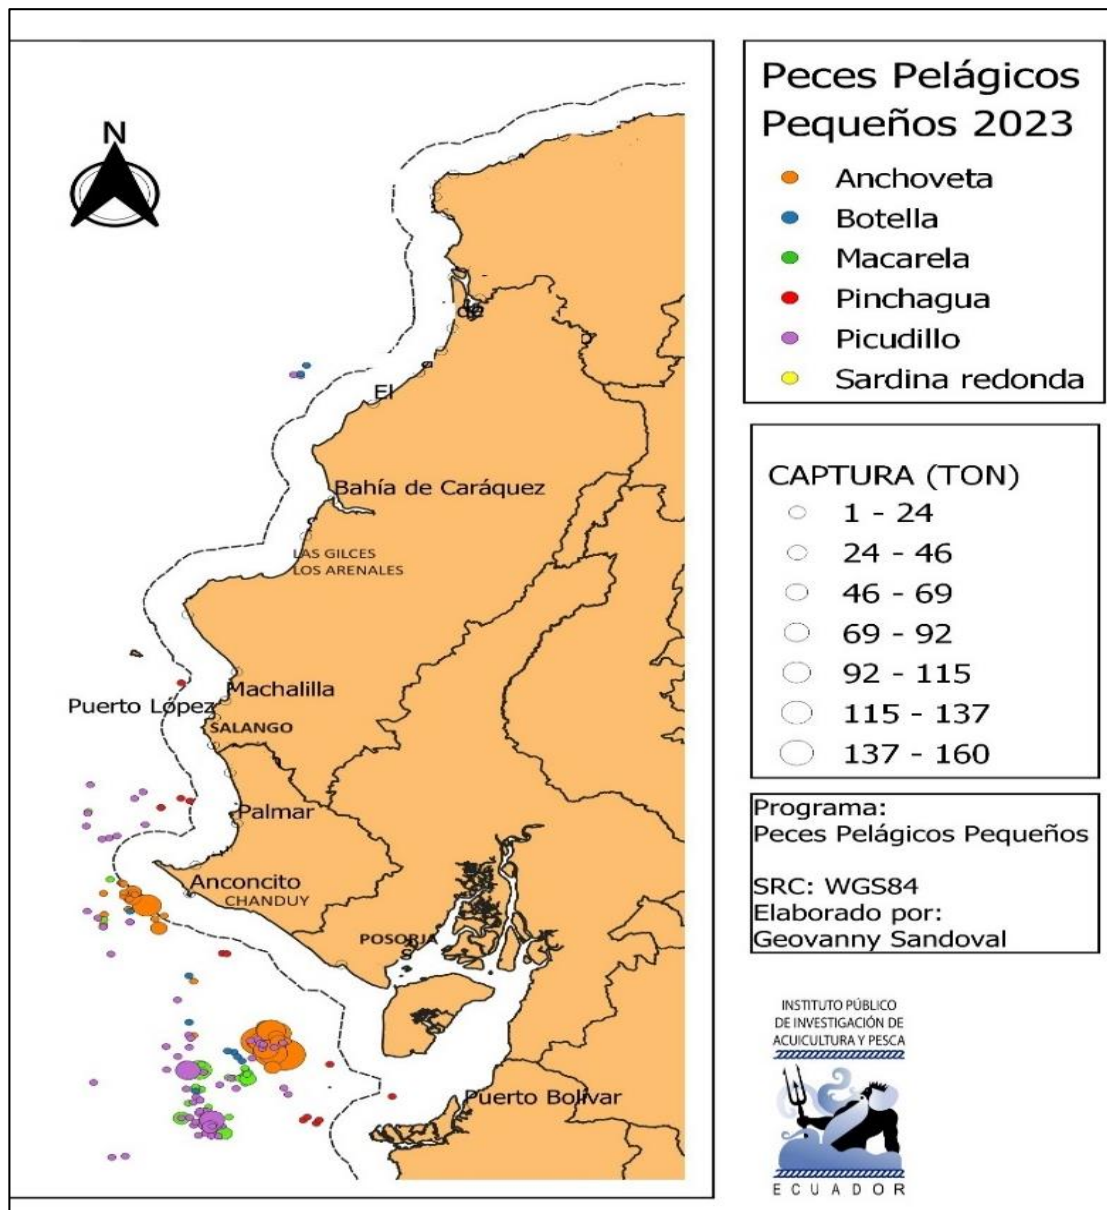 N
El
de
Bahía de Caráquez
LAS GILCES
LOS ARENALES
Machalilla
Puerto López
SALANGO
Palmar
Anconcito
CHANDUY
POSORJA
Puerto Bolívar
Peces Pelágicos
Pequeños 2023
Anchoveta
Botella
Macarela
Pinchagua
Picudillo
Sardina redonda
CAPTURA (TON)
1 - 24
24 - 46
46 - 69
69 - 92
92 - 115
115 - 137
137 - 160
Programa:
Peces Pelágicos Pequeños
SRC: WGS84
Elaborado por:
Geovanny Sandoval
INSTITUTO PÚBLICO
DE INVESTIGACIÓN DE
ACUICULTURA Y PESCA
ECUADOR